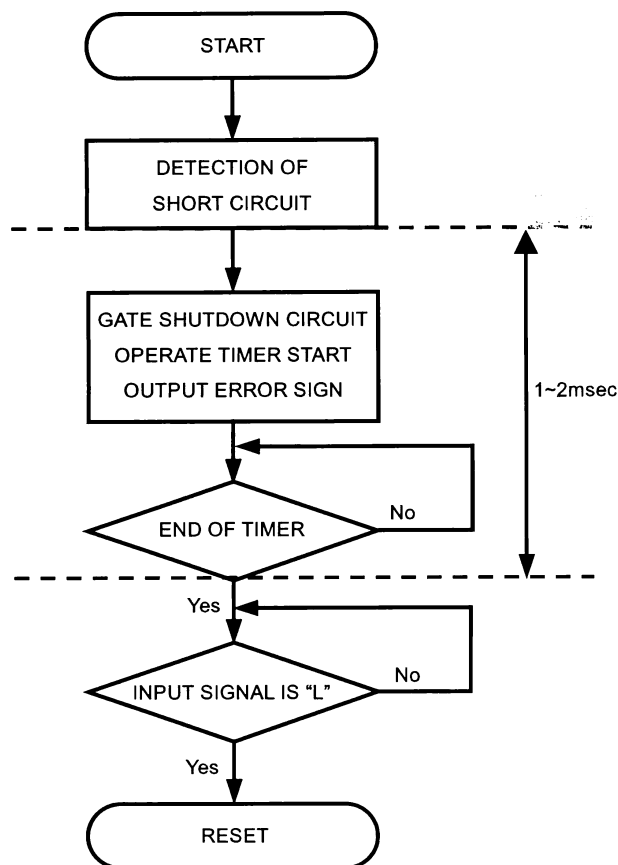 START
DETECTION OF
SHORT CIRCUIT
GATE SHUTDOWN CIRCUIT
OPERATE TIMER START
OUTPUT ERROR SIGN
1~2msec
No
END OF TIMER
Yes
No
INPUT SIGNAL IS “L”
Yes
RESET